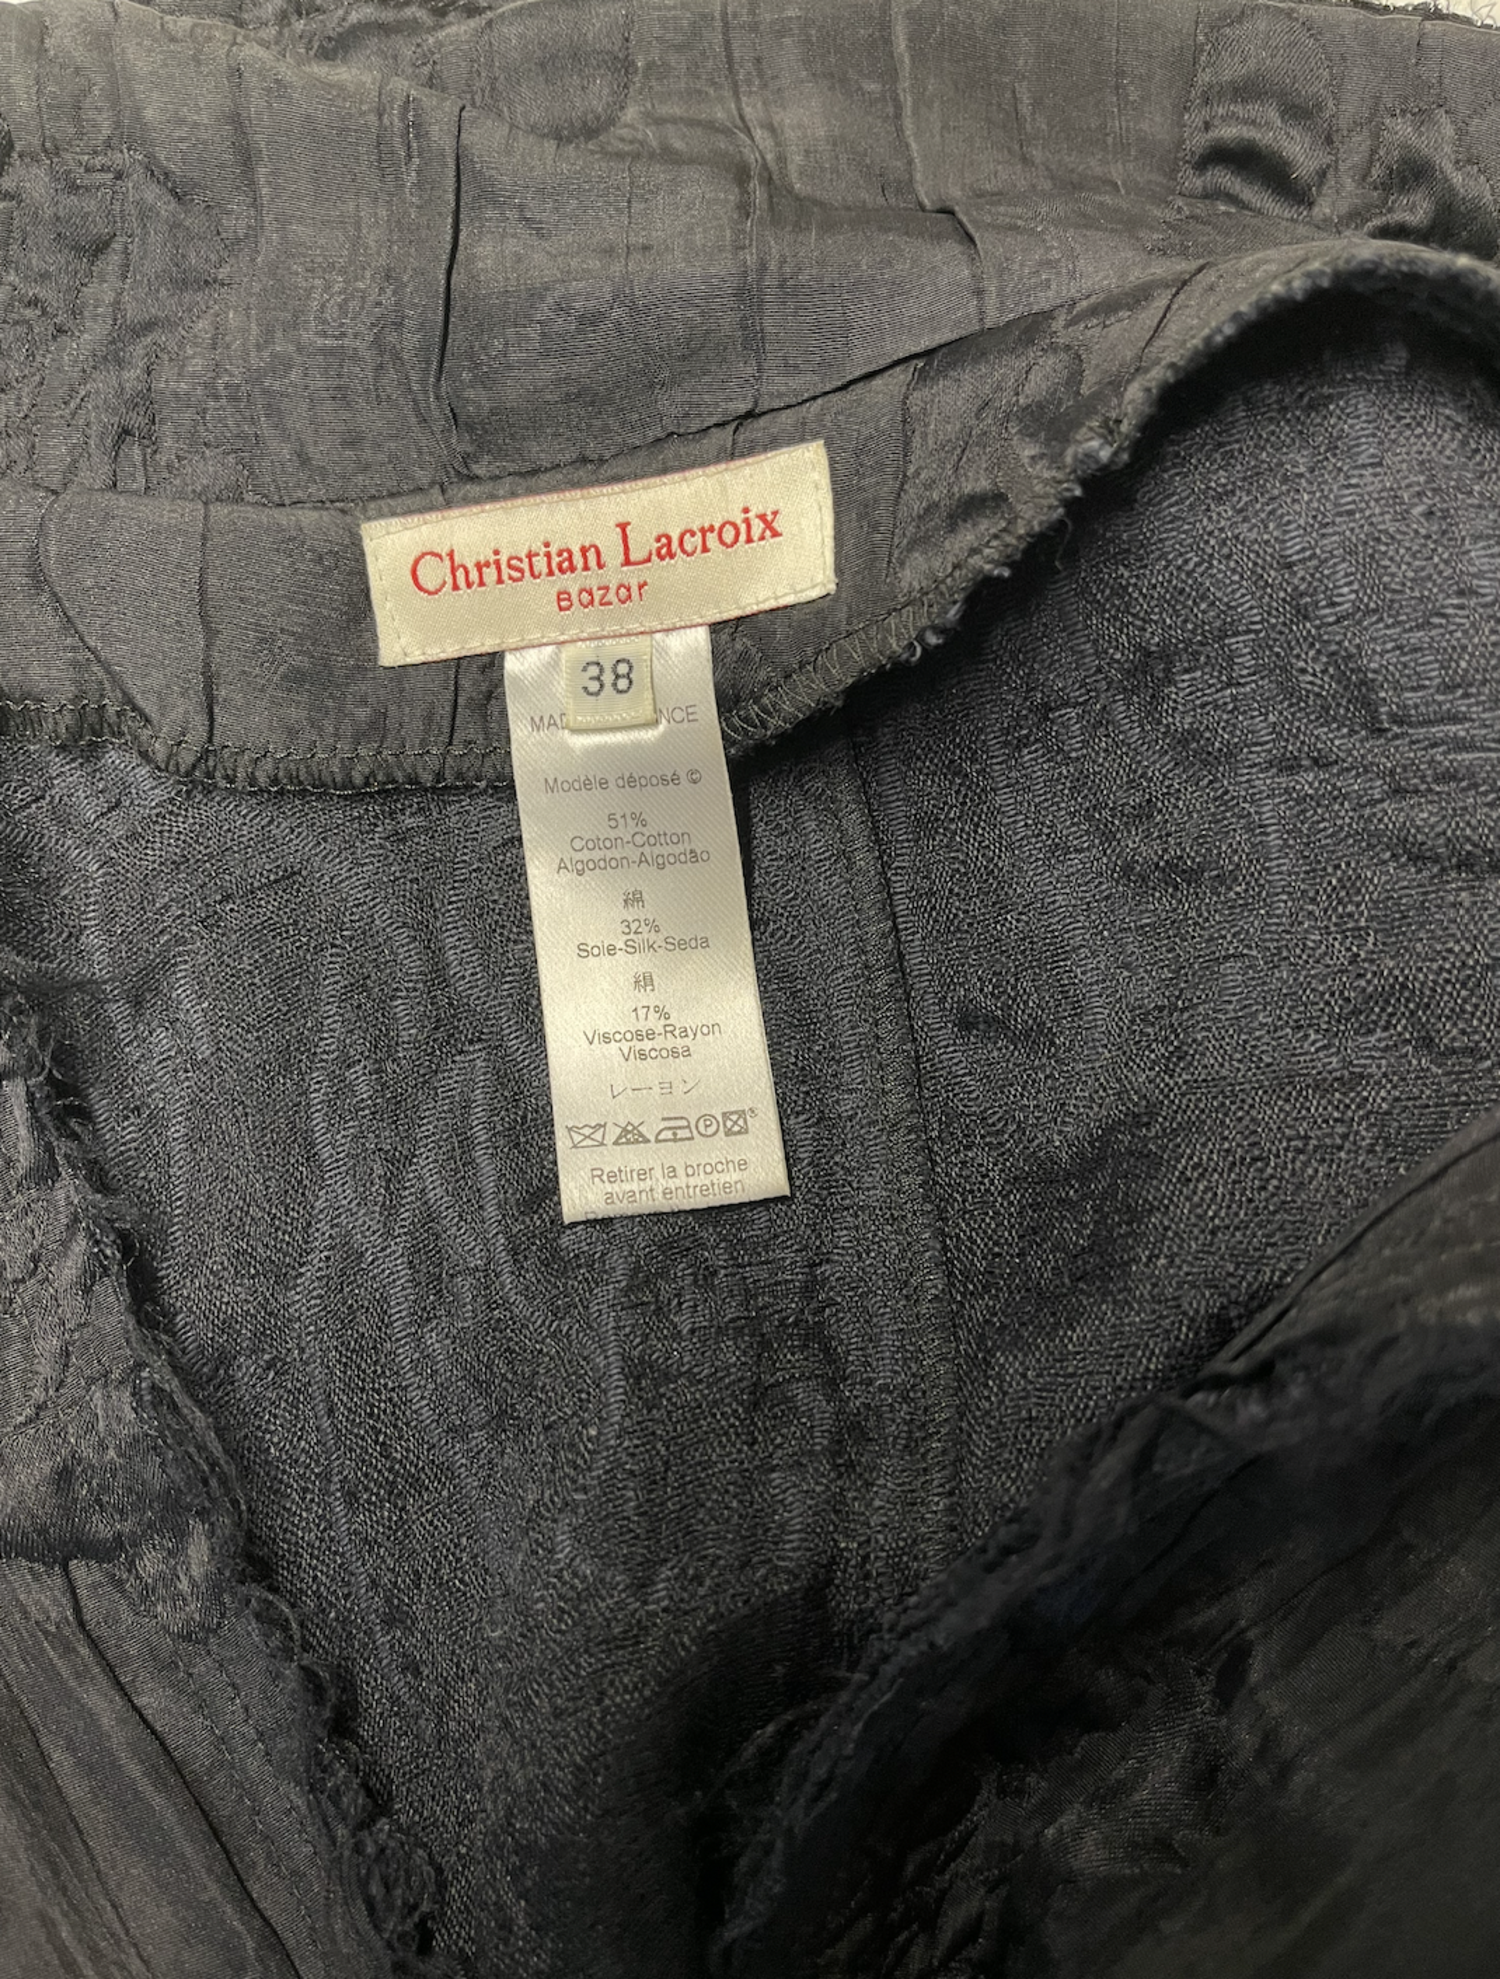 Christian Lacroix
Bazar
38
Modèle déposé ©
51%
Coton-Cotton
Algodon-Algodão
綿
32%
Soie-Silk-Seda
絹
17%
Viscose-Rayon
Viscosa
レーヨン
Retirer la broche
avant entretien